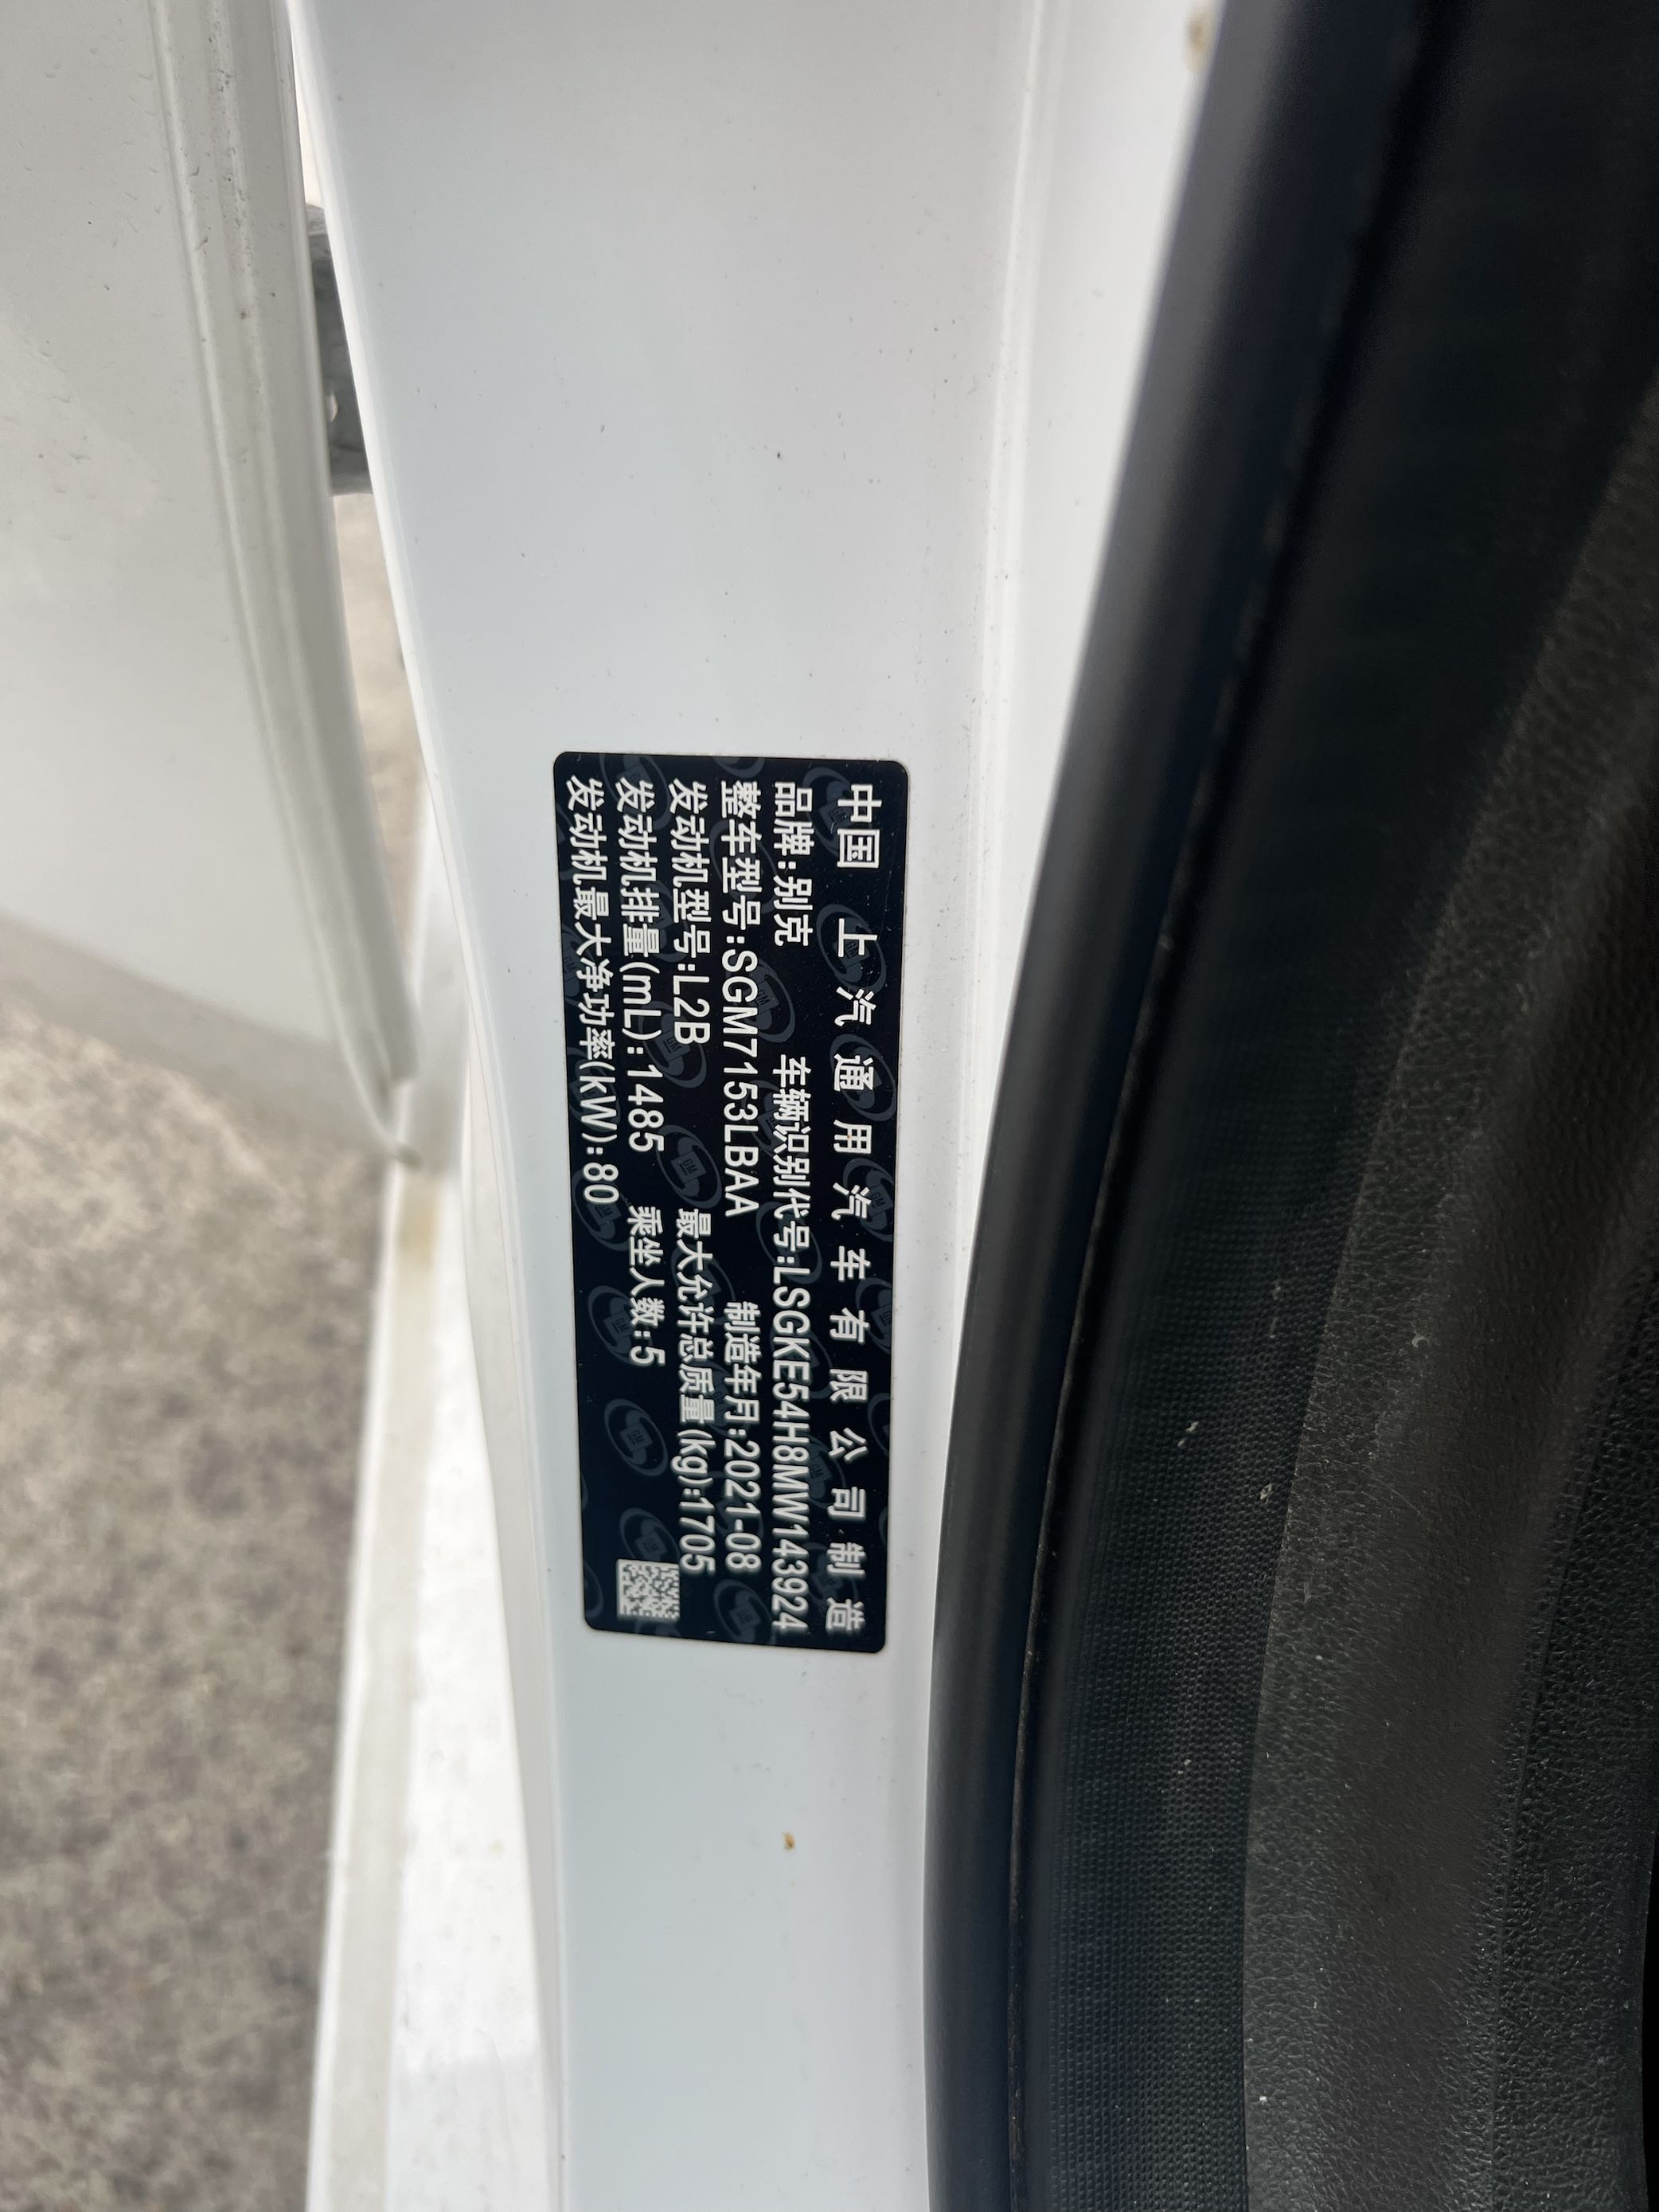 中国 上汽通用汽车有限公司制造
品牌:别克 车辆识别代号:LSGKE54H8MW143924
整车型号:SGM7153LBAA 制造年月:2021-08
发动机型号:L2B 最大允许总质量(kg):1705
发动机排量(mL):1485 乘坐人数:5
发动机最大净功率(kW):80